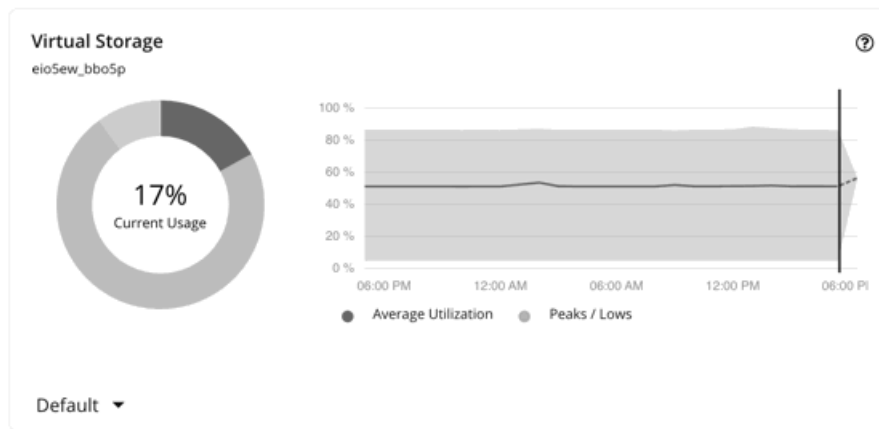 Virtual Storage
eio5ew_bbo5p
17%
Current Usage
100 %
80 %
60 %
40 %
20 %
0 %
06:00 PM 12:00 AM 06:00 AM 12:00 PM 06:00 P
Average Utilization Peaks / Lows
Default